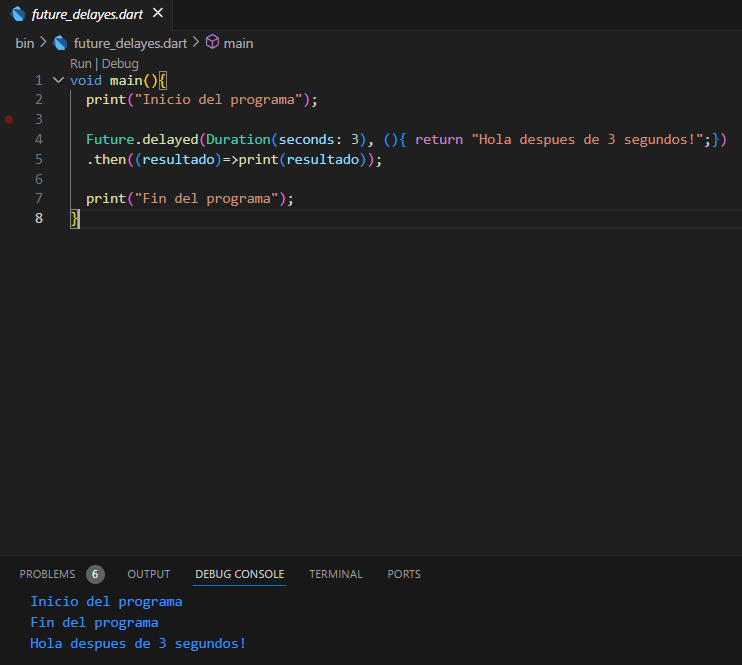 future_delayes.dart ×
bin > future_delayes.dart > main
Run | Debug
1 void main(){
2 print("Inicio del programa");
3
4 Future.delayed(Duration(seconds: 3), (){ return "Hola despues de 3 segundos!";})
5 .then((resultado)=>print(resultado));
6
7 print("Fin del programa");
8 }
PROBLEMS 6 OUTPUT DEBUG CONSOLE TERMINAL PORTS
Inicio del programa
Fin del programa
Hola despues de 3 segundos!